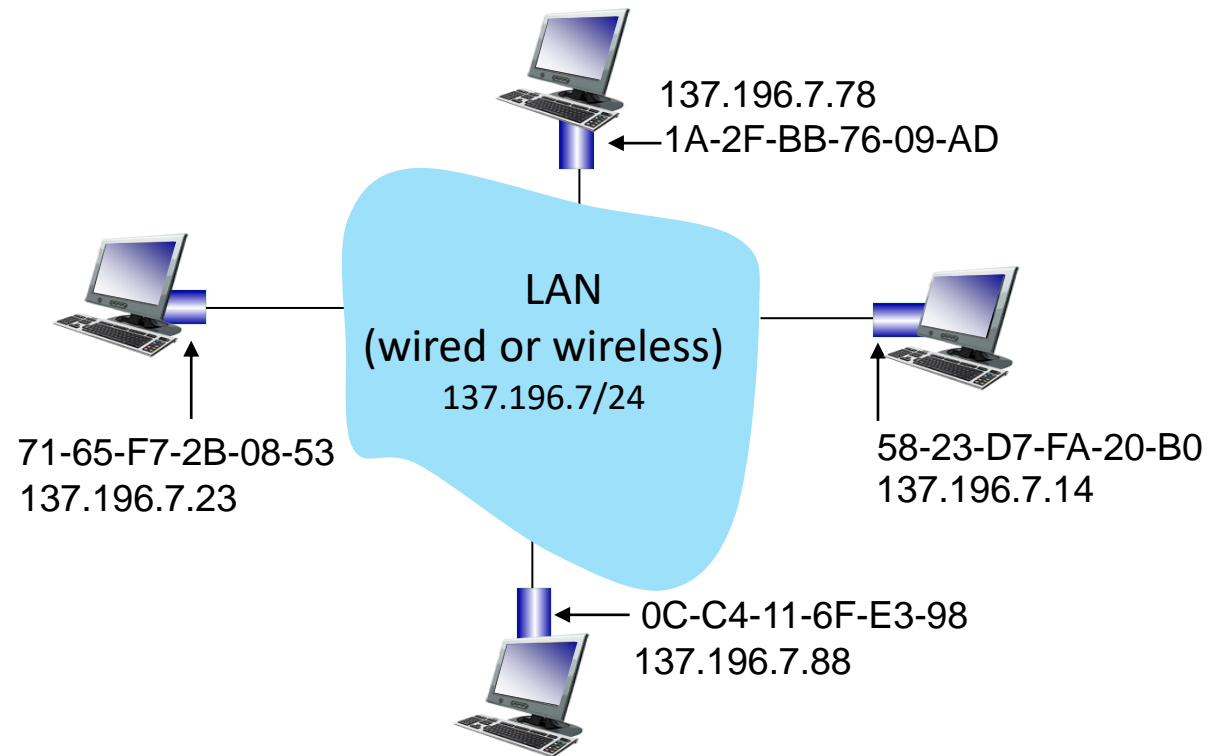 137.196.7.78
1A-2F-BB-76-09-AD
LAN
(wired or wireless)
137.196.7/24
71-65-F7-2B-08-53
137.196.7.23
58-23-D7-FA-20-B0
137.196.7.14
0C-C4-11-6F-E3-98
137.196.7.88